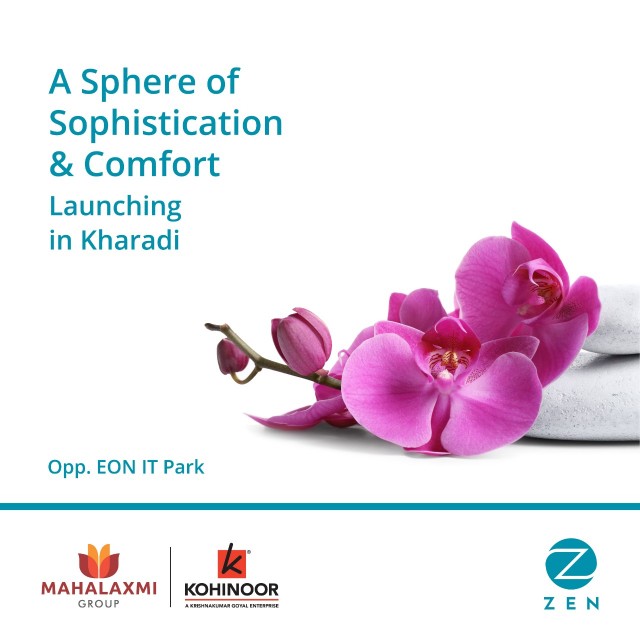 A Sphere of
Sophistication
& Comfort
Launching
in Kharadi
Opp. EON IT Park
MAHALAXMI
GROUP
k®
KOHINOOR
A KRISHNAKUMAR GOYAL ENTERPRISE
Z
ZEN